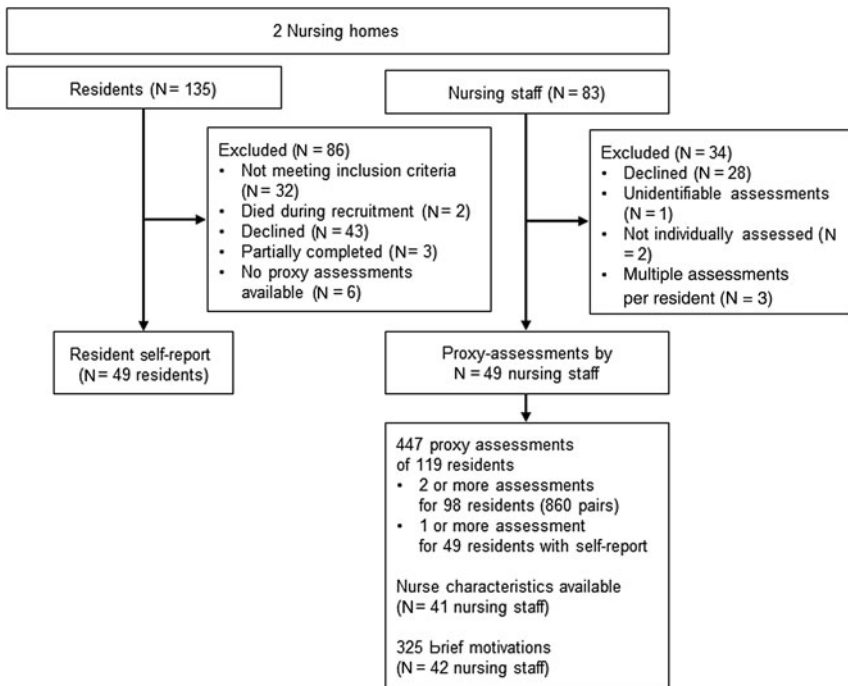 2 Nursing homes
Residents (N = 135)
Nursing staff (N = 83)
Excluded (N = 86)
• Not meeting inclusion criteria
(N = 32)
• Died during recruitment (N = 2)
• Declined (N = 43)
• Partially completed (N = 3)
• No proxy assessments
available (N = 6)
Excluded (N = 34)
• Declined (N = 28)
• Unidentifiable assessments
(N = 1)
• Not individually assessed (N
= 2)
• Multiple assessments
per resident (N = 3)
Resident self-report
(N = 49 residents)
Proxy-assessments by
N = 49 nursing staff
447 proxy assessments
of 119 residents
• 2 or more assessments
for 98 residents (860 pairs)
• 1 or more assessment
for 49 residents with self-report
Nurse characteristics available
(N= 41 nursing staff)
325 brief motivations
(N = 42 nursing staff)